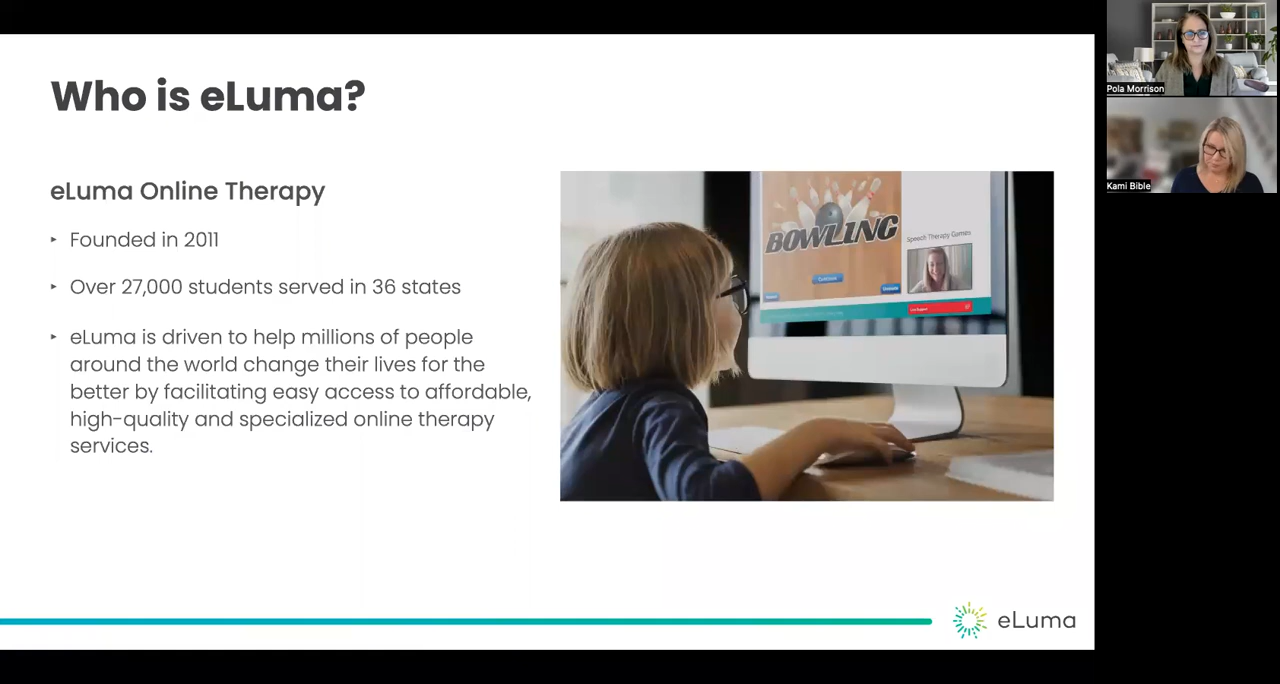 Who is eLuma?
eLuma Online Therapy
‣ Founded in 2011
‣ Over 27,000 students served in 36 states
‣ eLuma is driven to help millions of people
around the world change their lives for the
better by facilitating easy access to affordable,
high-quality and specialized online therapy
services.
BOWLING
Speech Therapy Games
eLuma
Pola Morrison
Kami Bible